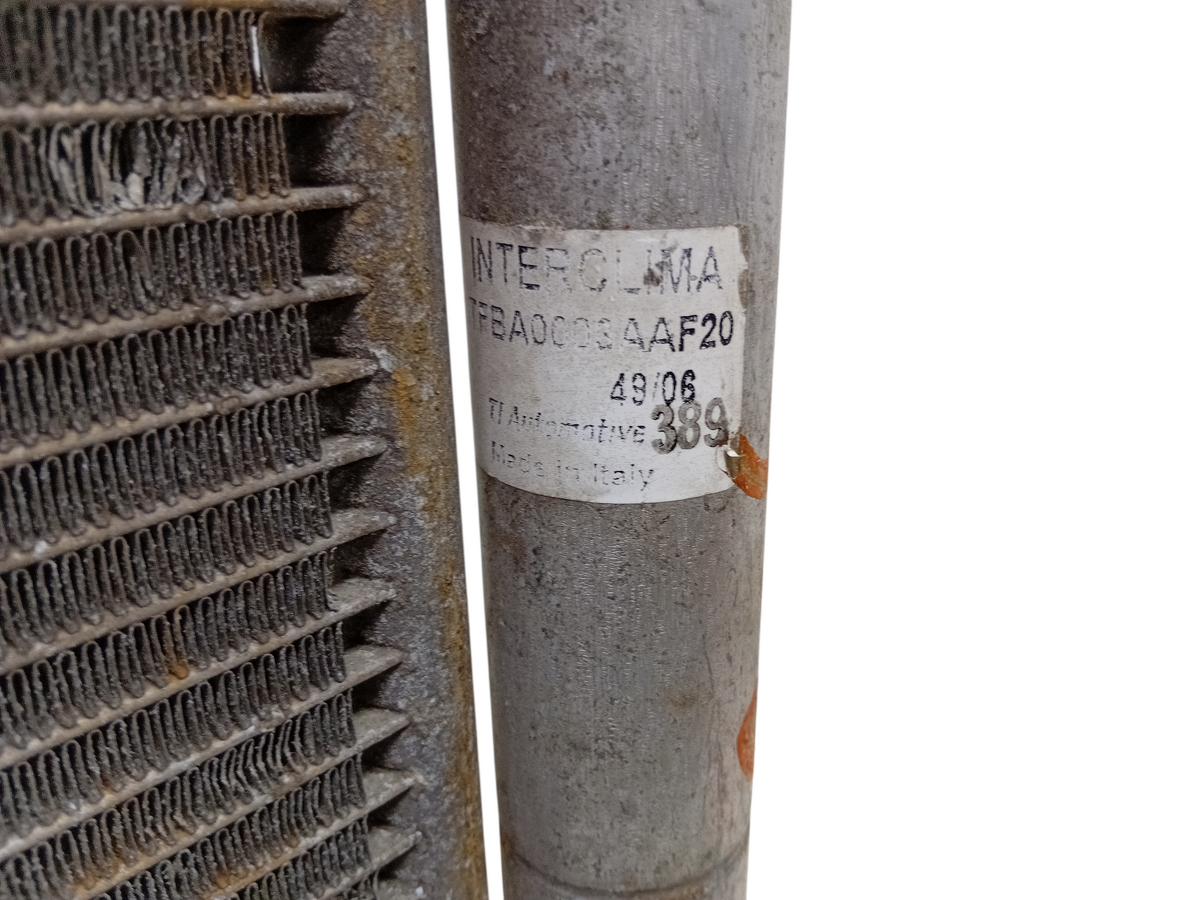 INTERCLIMA
TFBA0003AAF20
49/06
TI Automotive 389
Made in Italy